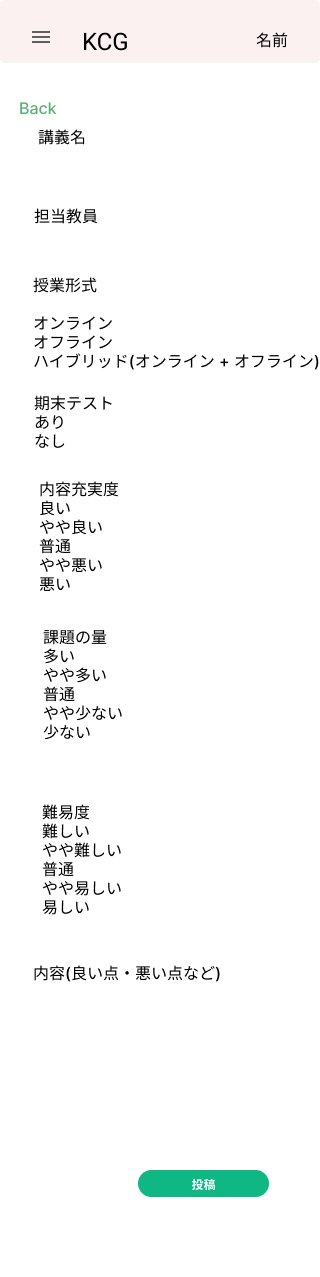 KCG 名前
Back
講義名
担当教員
授業形式
オンライン
オフライン
ハイブリッド(オンライン + オフライン)
期末テスト
あり
なし
内容充実度
良い
やや良い
普通
やや悪い
悪い
課題の量
多い
やや多い
普通
やや少ない
少ない
難易度
難しい
やや難しい
普通
やや易しい
易しい
内容(良い点・悪い点など)
投稿